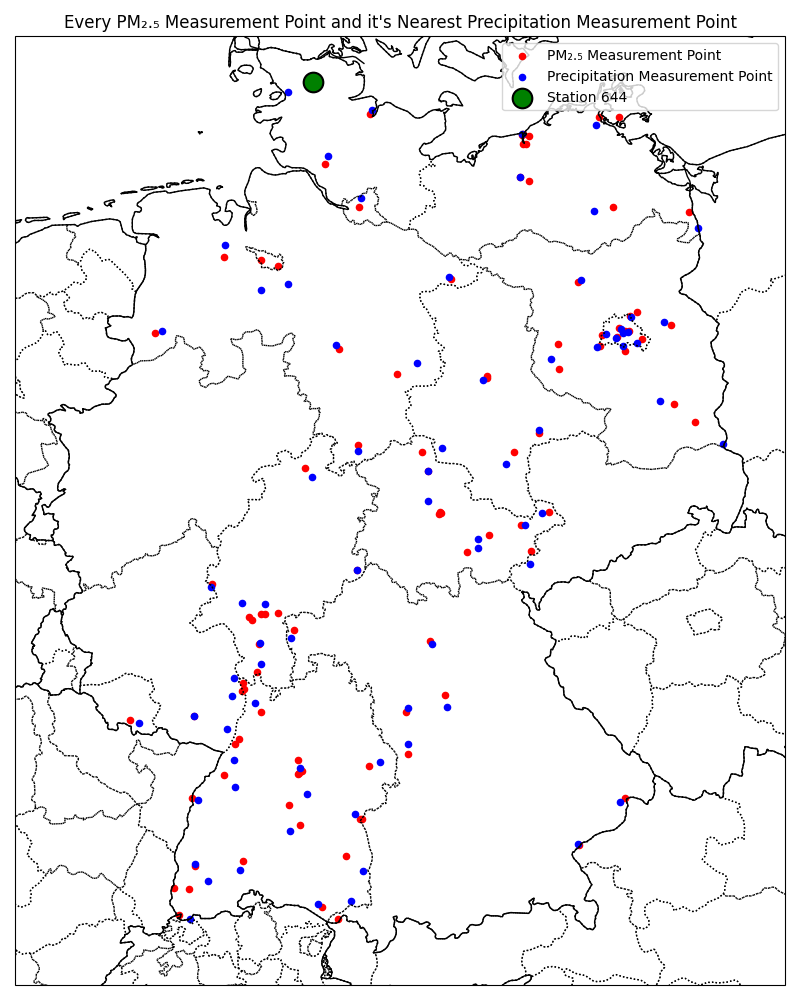 Every PM₂.₅ Measurement Point and it's Nearest Precipitation Measurement Point
PM₂.₅ Measurement Point
Precipitation Measurement Point
Station 644